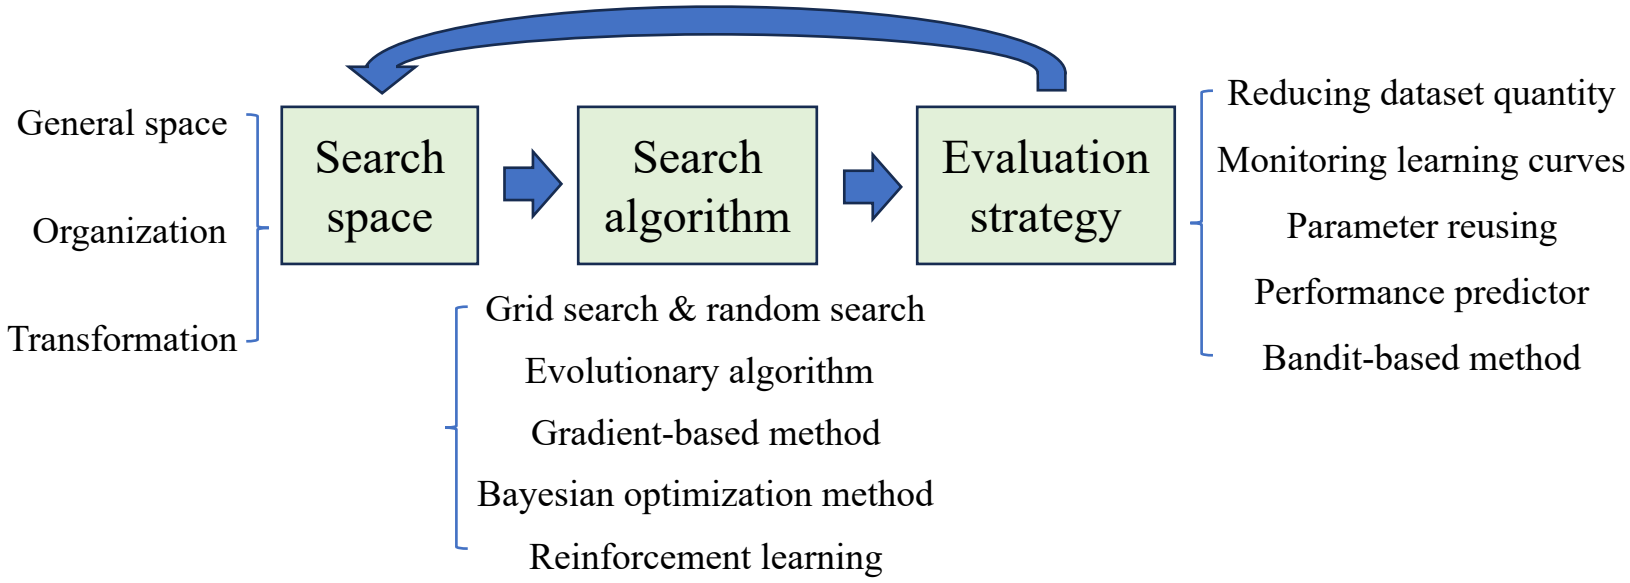 General space
Organization
Transformation
Search
space
Search
algorithm
Grid search & random search
Evolutionary algorithm
Gradient-based method
Bayesian optimization method
Reinforcement learning
Evaluation
strategy
Reducing dataset quantity
Monitoring learning curves
Parameter reusing
Performance predictor
Bandit-based method